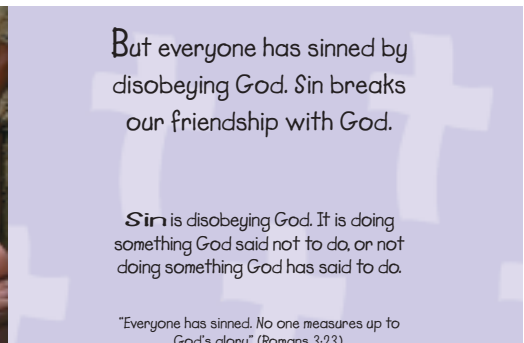 But everyone has sinned by
disobeying God. Sin breaks
our friendship with God.
Sin is disobeying God. It is doing
something God said not to do, or not
doing something God has said to do.
"Everyone has sinned. No one measures up to
God's glory" (Romans 3:23)